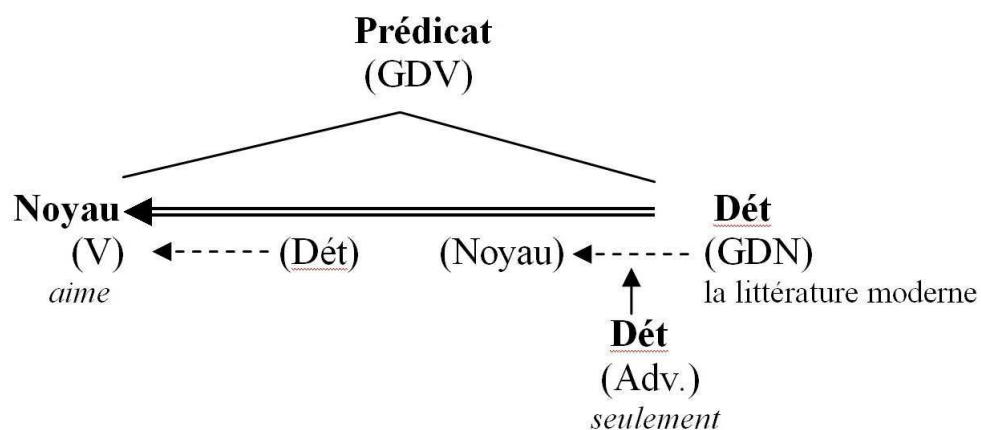 Prédicat
(GDV)
Noyau Dét
(V) (Dét) (Noyau) (GDN)
aime la littérature moderne
Dét
(Adv.)
seulement